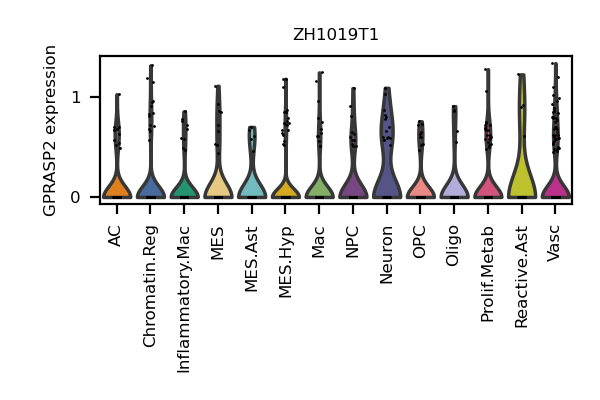 ZH1019T1
GPRASP2 expression
1
0
AC
Chromatin.Reg
Inflammatory.Mac
MES
MES.Ast
MES.Hyp
Mac
NPC
Neuron
OPC
Oligo
Prolif.Metab
Reactive.Ast
Vasc